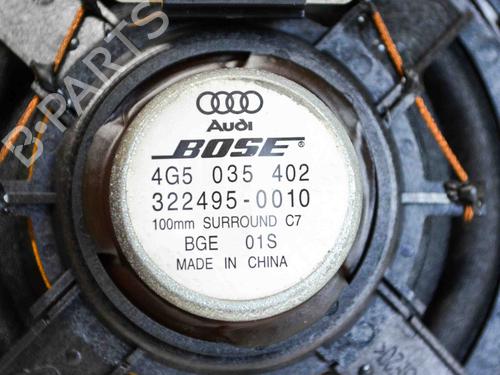 Audi
BOSE®
4G5 035 402
322495-0010
100mm SURROUND C7
BGE 01S
MADE IN CHINA
B-PARTS